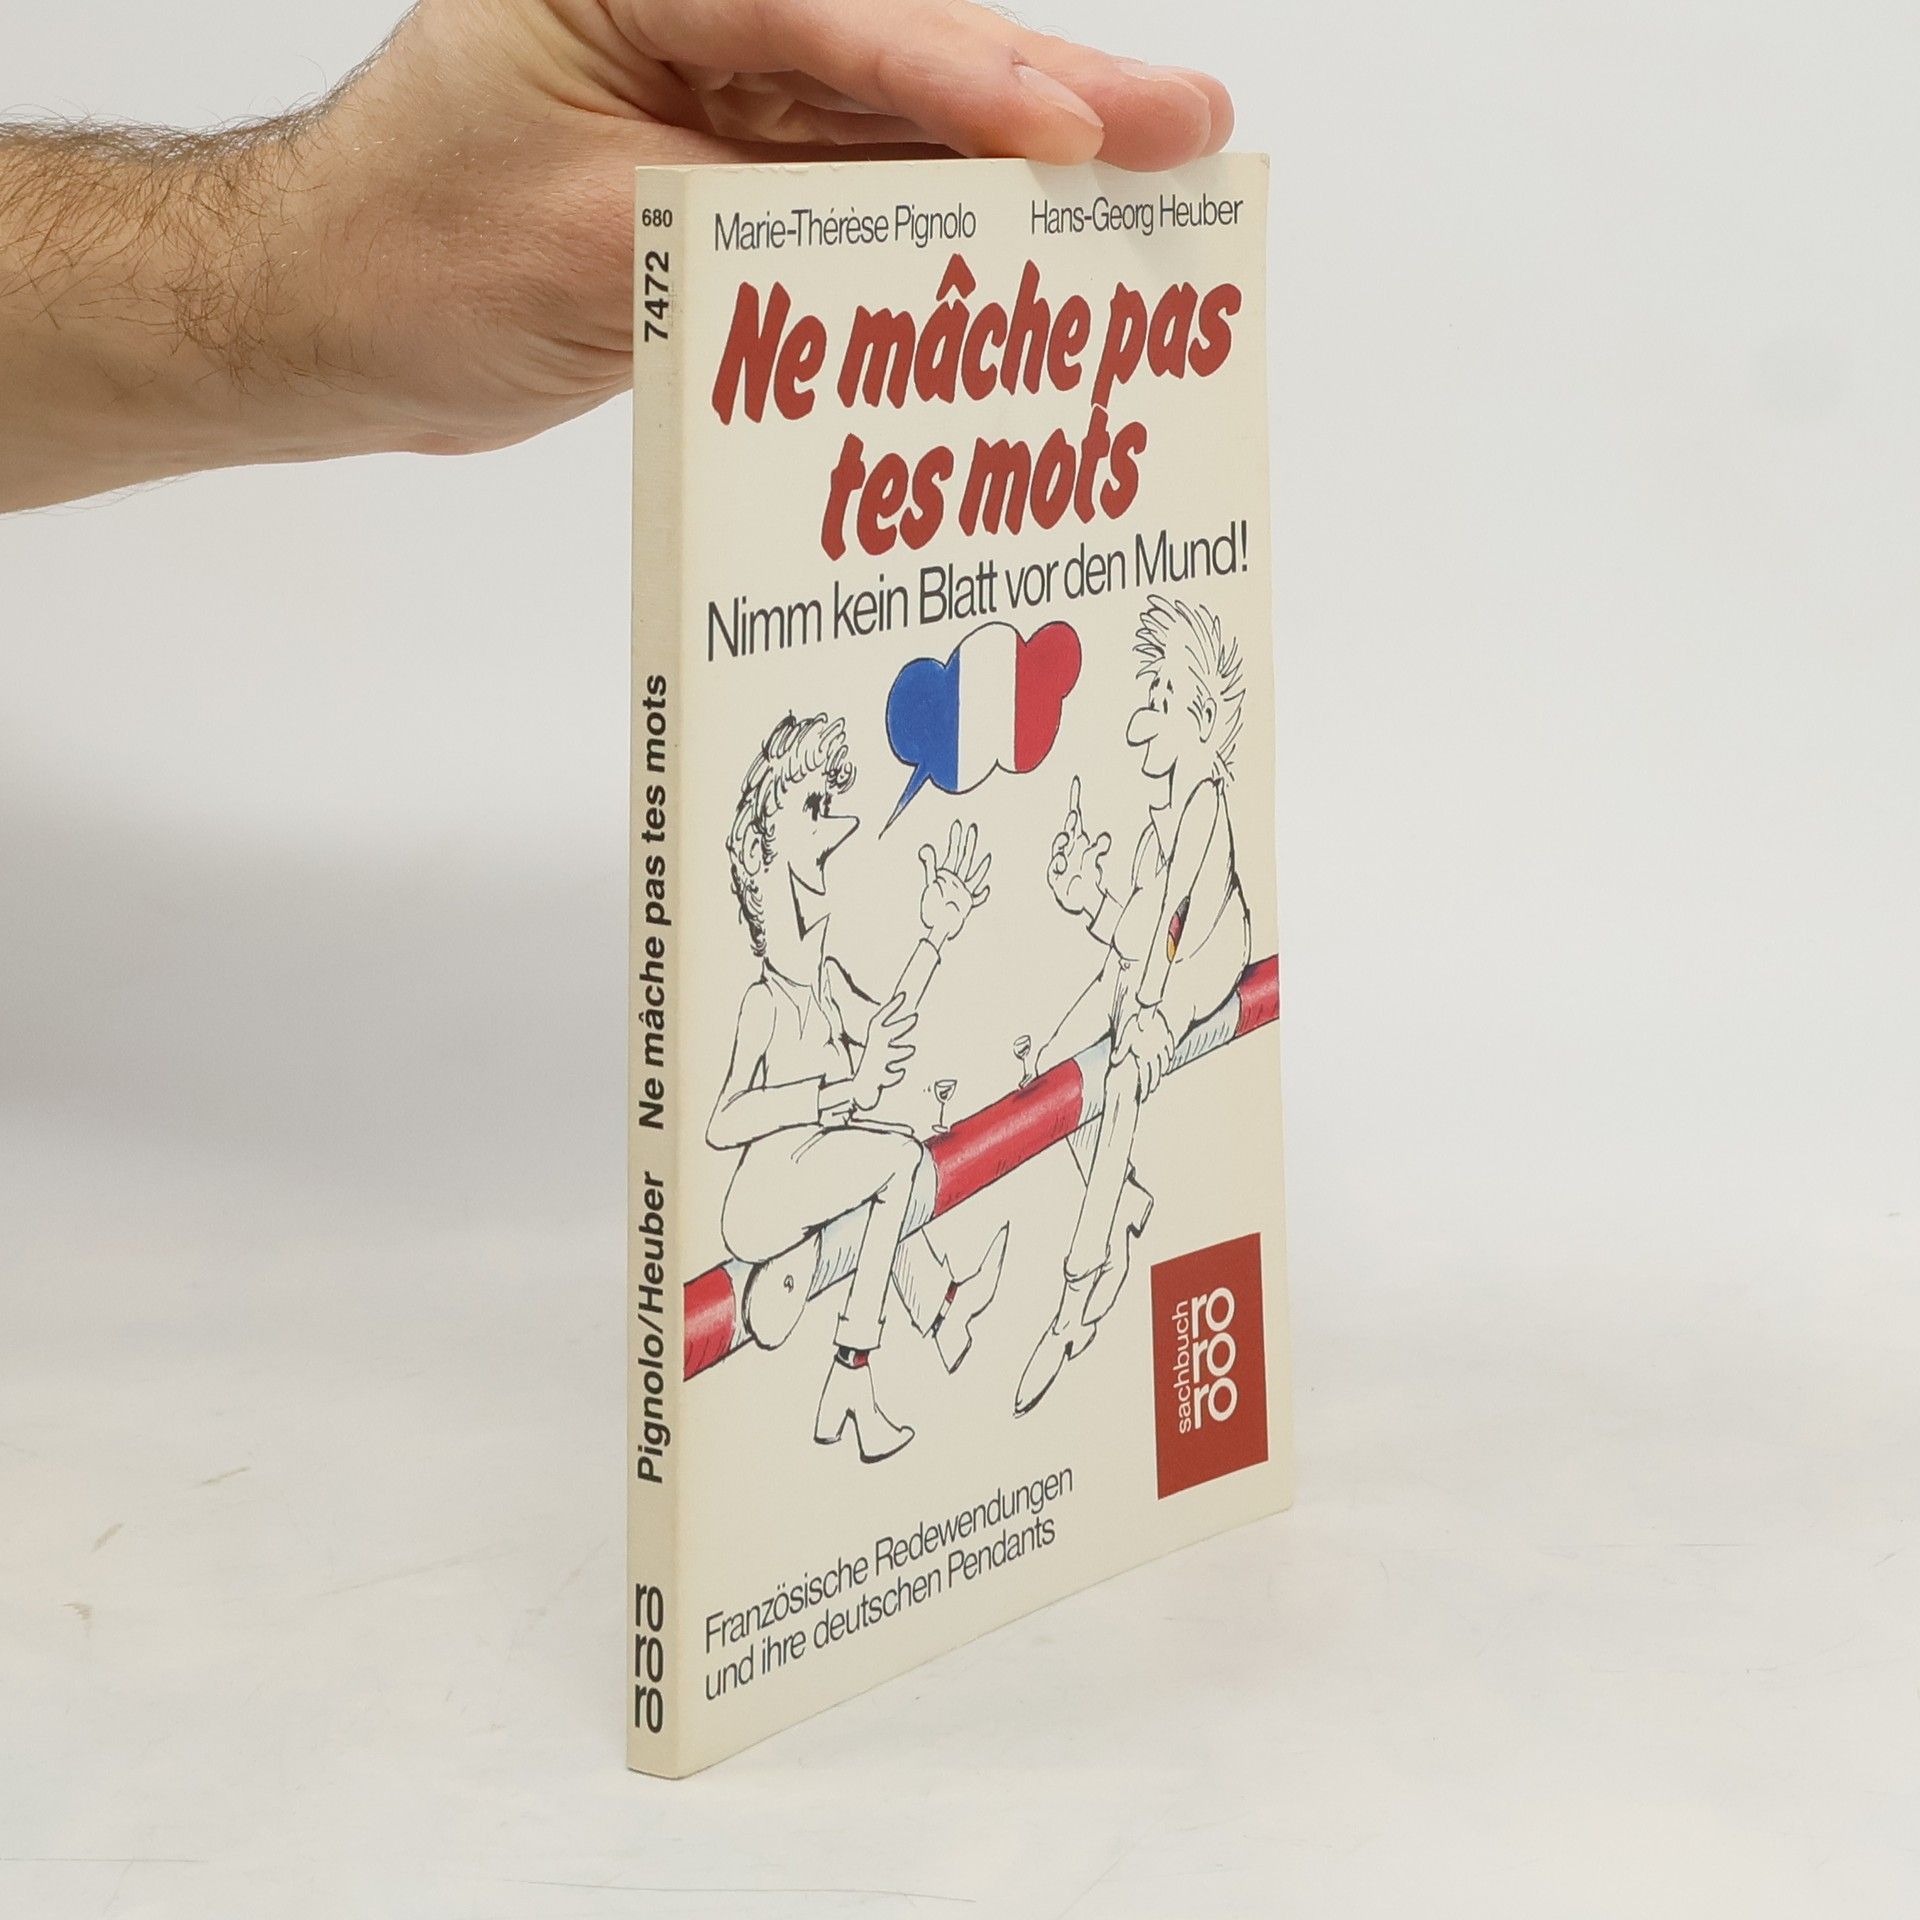 680
7472
Ne mâche pas tes mots
Pignolo/Heuber
ro
ro
ro
Marie-Thérèse Pignolo Hans-Georg Heuber
Ne mâche pas
tes mots
Nimm kein Blatt vor den Mund!
sachbuch
ro
ro
ro
Französische Redewendungen
und ihre deutschen Pendants